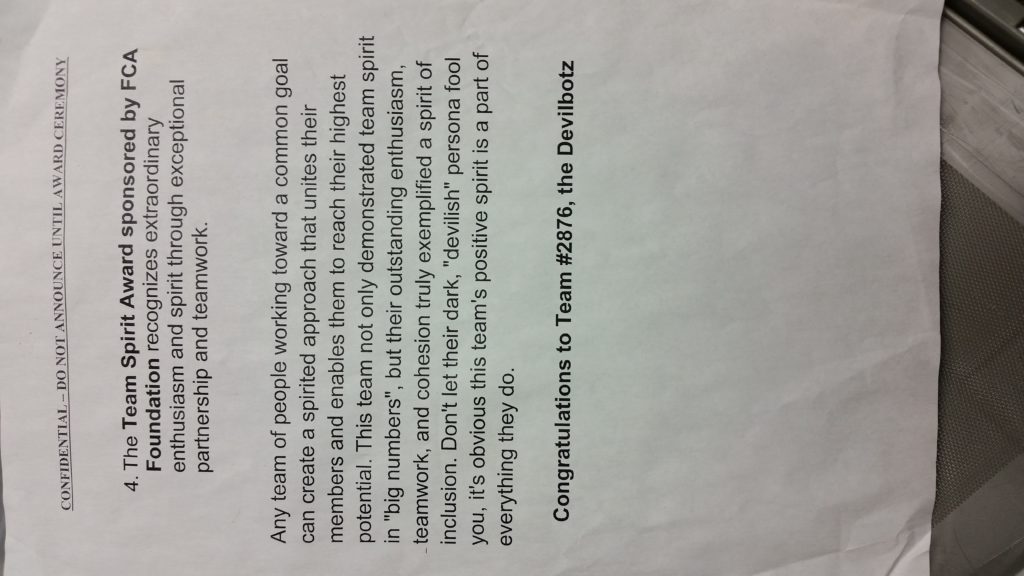 CONFIDENTIAL – DO NOT ANNOUNCE UNTIL AWARD CEREMONY
4. The Team Spirit Award sponsored by FCA
Foundation recognizes extraordinary
enthusiasm and spirit through exceptional
partnership and teamwork.
Any team of people working toward a common goal
can create a spirited approach that unites their
members and enables them to reach their highest
potential. This team not only demonstrated team spirit
in "big numbers", but their outstanding enthusiasm,
teamwork, and cohesion truly exemplified a spirit of
inclusion. Don't let their dark, "devilish" persona fool
you, it's obvious this team's positive spirit is a part of
everything they do.
Congratulations to Team #2876, the Devilbotz